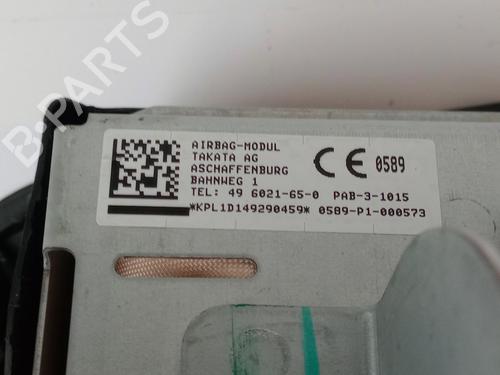 AIRBAG-MODUL
TAKATA AG
ASCHAFFENBURG
BAHNWEG 1
CE 0589
TEL: 49 6021-65-0 PAB-3-1015
*KPL1D149290459* 0589-P1-000573
B-PARTS